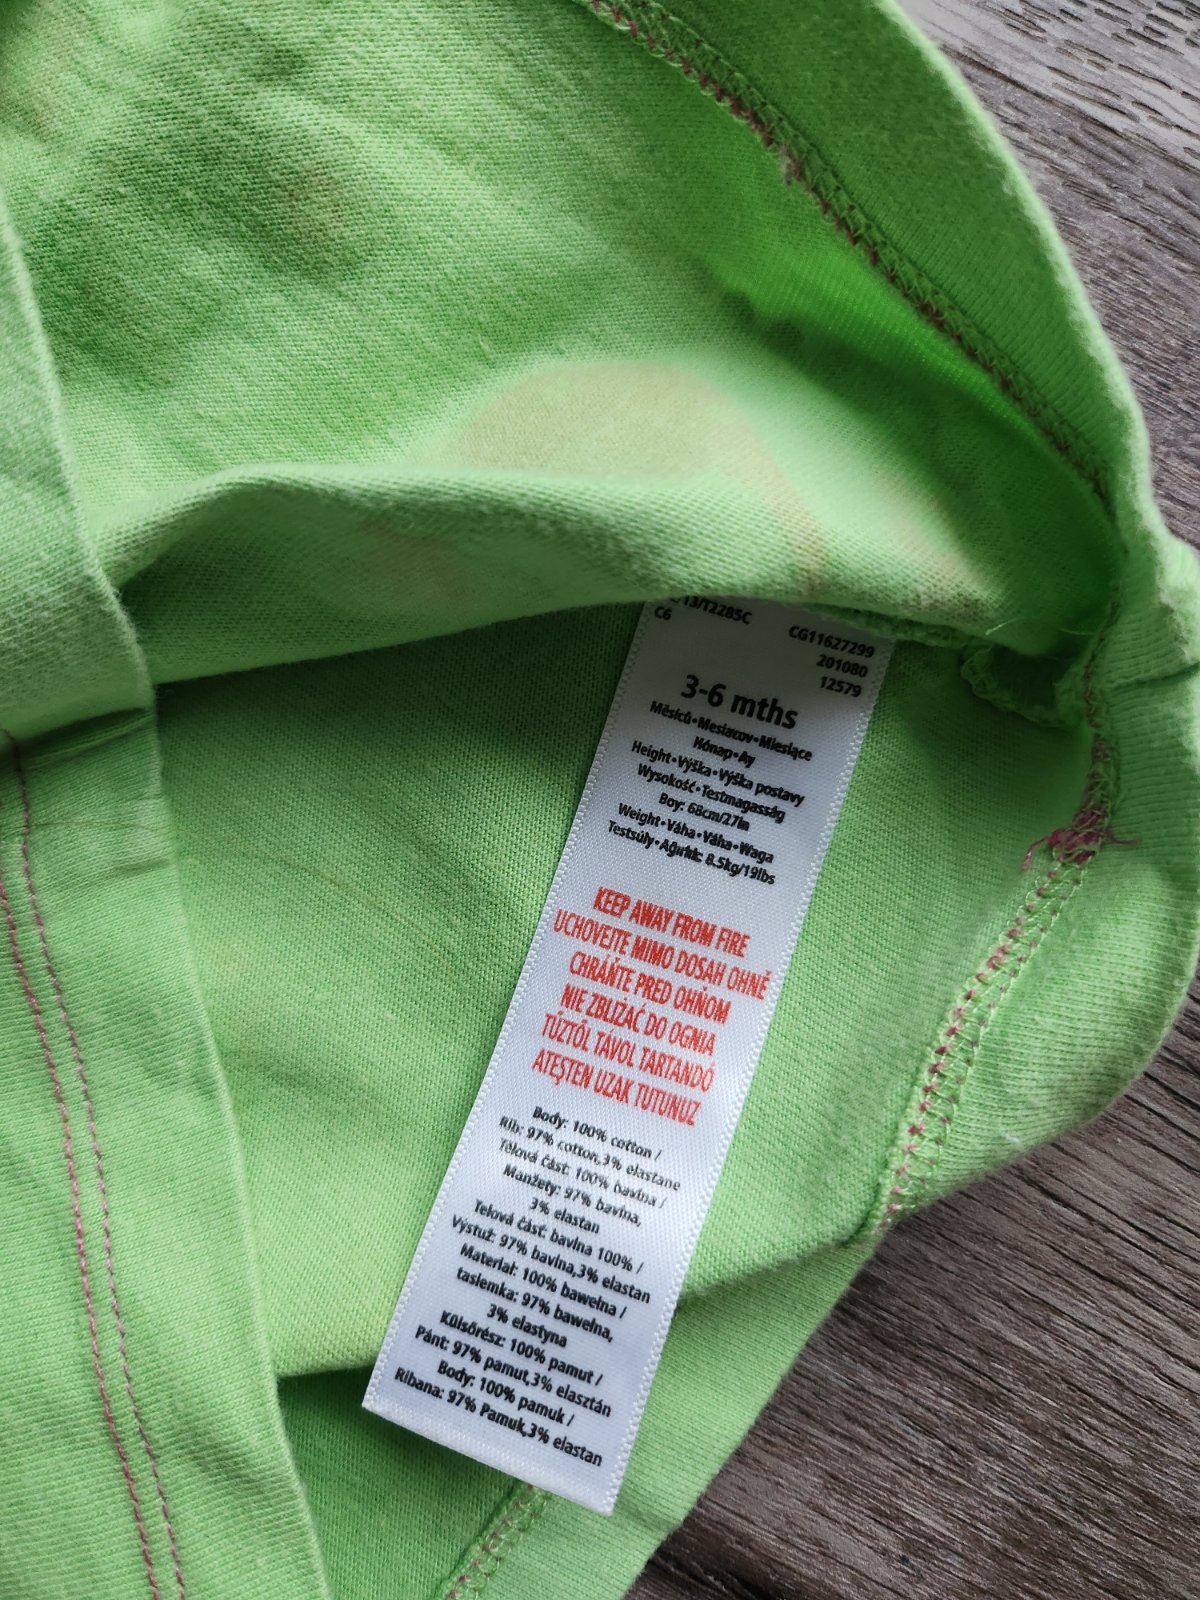 13/T2285C
C6
CG11627299
201080
12579
3-6 mths
Měsíců•Mesiacov•Miesiące
Hónap•Ay
Height•Výška•Výška postavy
Wysokość•Testmagasság
Boy: 68cm/27in
Weight•Váha•Váha•Waga
Testsúly•Ağırlık: 8.5kg/19lbs
KEEP AWAY FROM FIRE
UCHOVEJTE MIMO DOSAH OHNĚ
CHRÁŇTE PRED OHŇOM
NIE ZBLIŻAĆ DO OGNIA
TŰZTŐL TÁVOL TARTANDÓ
ATEŞTEN UZAK TUTUNUZ
Body: 100% cotton /
Rib: 97% cotton,3% elastane
Tělová část: 100% bavlna /
Manžety: 97% bavlna,
3% elastan
Telová časť: bavlna 100% /
Výstuž: 97% bavlna,3% elastan
Materiał: 100% bawełna /
tasiemka: 97% bawełna,
3% elastyna
Külsőrész: 100% pamut /
Pánt: 97% pamut,3% elasztán
Body: 100% pamuk /
Ribana: 97% Pamuk,3% elastan